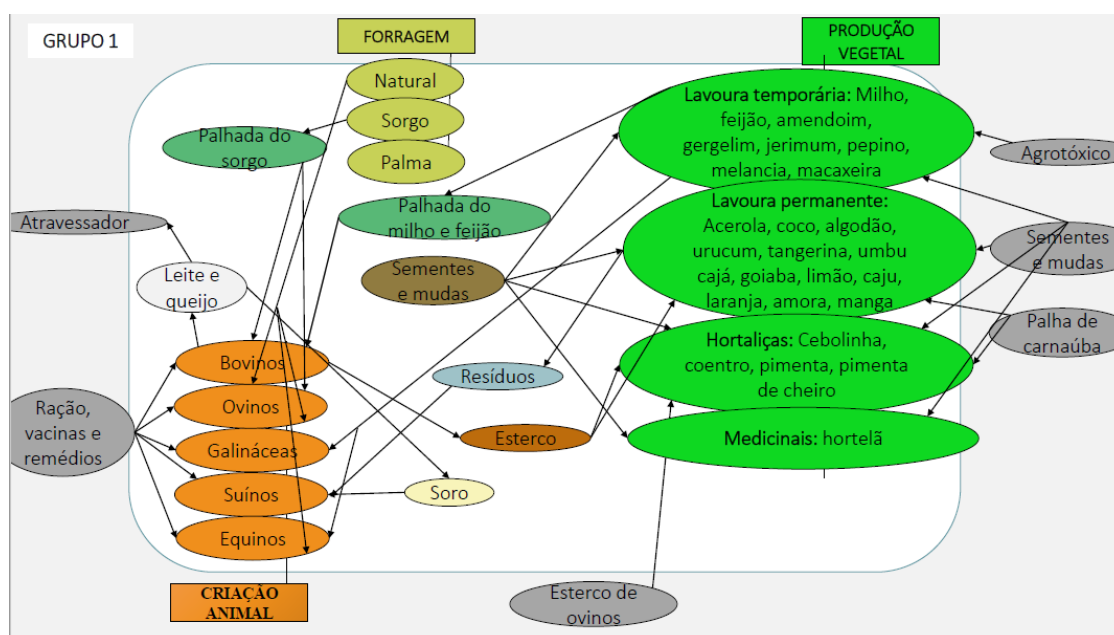 GRUPO 1
FORRAGEM
PRODUÇÃO
VEGETAL
Natural
Sorgo
Palma
Palhada do
sorgo
Palhada do
milho e feijão
Atravessador
Leite e
queijo
Sementes
e mudas
Lavoura temporária: Milho,
feijão, amendoim,
gergelim, jerimum, pepino,
melancia, macaxeira
Lavoura permanente:
Acerola, coco, algodão,
urucum, tangerina, umbu
cajá, goiaba, limão, caju,
laranja, amora, manga
Hortaliças: Cebolinha,
coentro, pimenta, pimenta
de cheiro
Medicinais: hortelã
Agrotóxico
Sementes
e mudas
Palha de
carnaúba
Bovinos
Ovinos
Galináceas
Suínos
Equinos
Ração,
vacinas e
remédios
Resíduos
Esterco
Soro
CRIAÇÃO
ANIMAL
Esterco de
ovinos